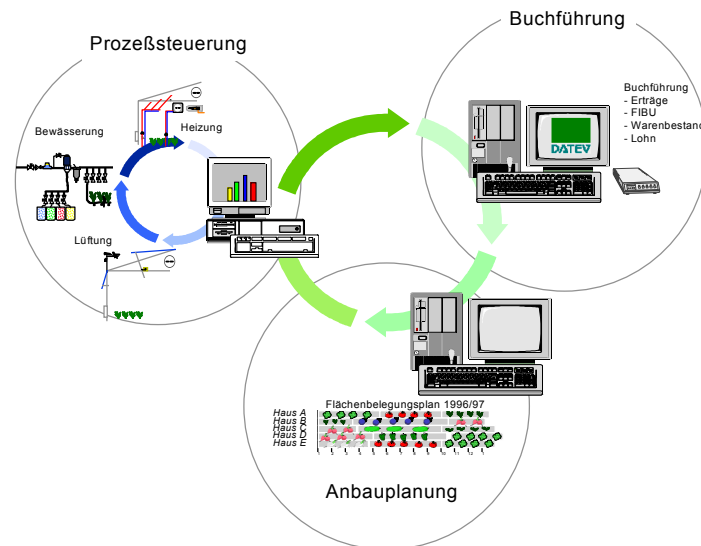 Buchführung
Prozeßsteuerung
Buchführung
- Erträge
- FIBU
- Warenbestand
- Lohn
DATEV
Heizung
Bewässerung
Lüftung
Flächenbelegungsplan 1996/97
Haus A
Haus B
Haus C
Haus D
Haus E
Anbauplanung